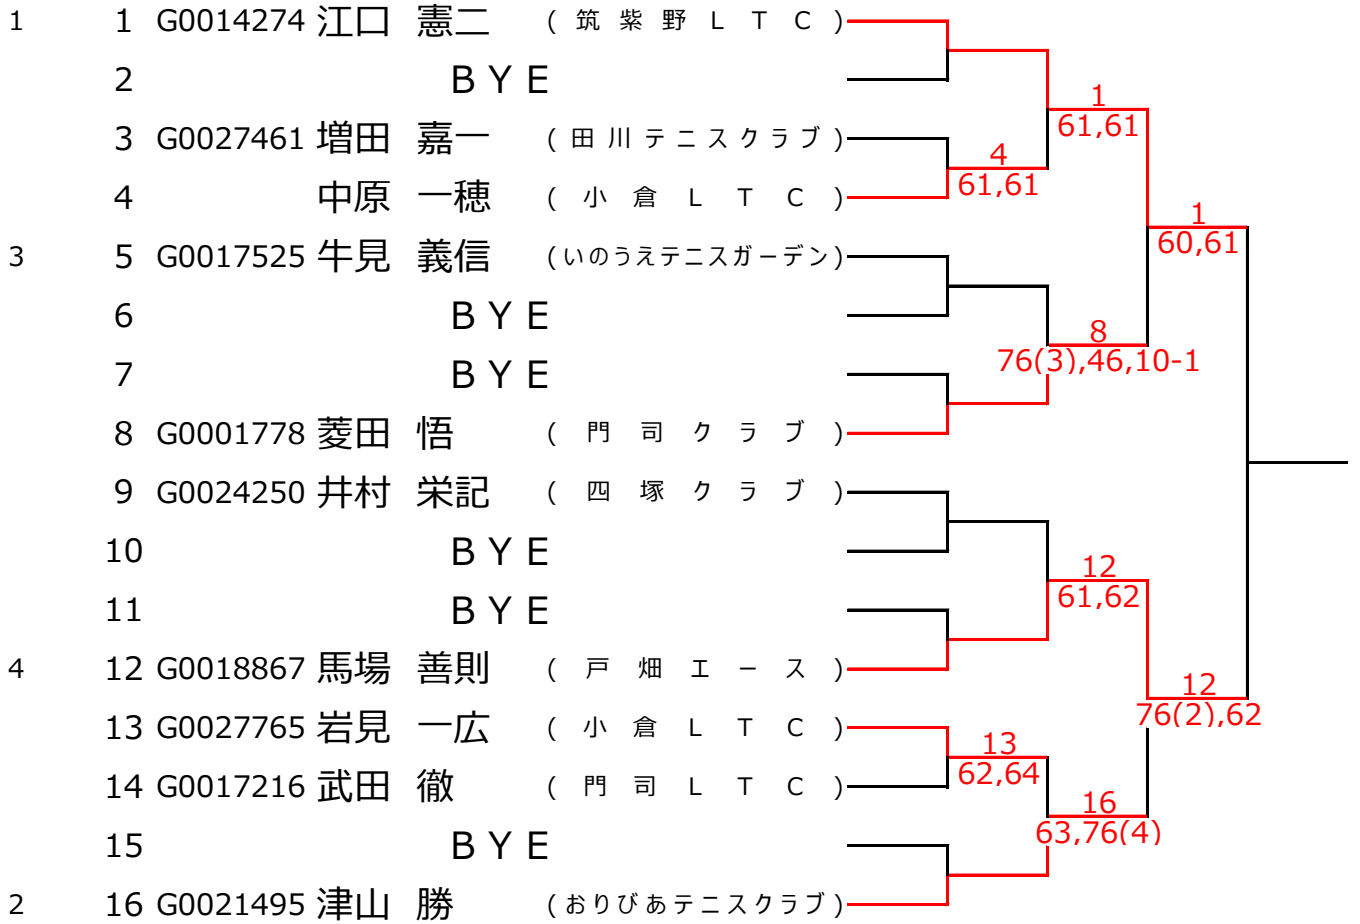 1 1 G0014274 江口 憲二 (筑紫野LTC)
2 BYE
1
3 G0027461 増田 嘉一 (田川テニスクラブ)
61,61
4
4 中原 一穂 (小倉LTC)
61,61
1
3 5 G0017525 牛見 義信 (いのうえテニスガーデン)
60,61
6 BYE
8
7 BYE
76(3),46,10-1
8 G0001778 菱田 悟 (門司クラブ)
9 G0024250 井村 栄記 (四塚クラブ)
10 BYE
12
11 BYE
61,62
4 12 G0018867 馬場 善則 (戸畑エース)
12
76(2),62
13 G0027765 岩見 一広 (小倉LTC)
13
62,64
14 G0017216 武田 徹 (門司LTC)
16
63,76(4)
15 BYE
2 16 G0021495 津山 勝 (おりびあテニスクラブ)